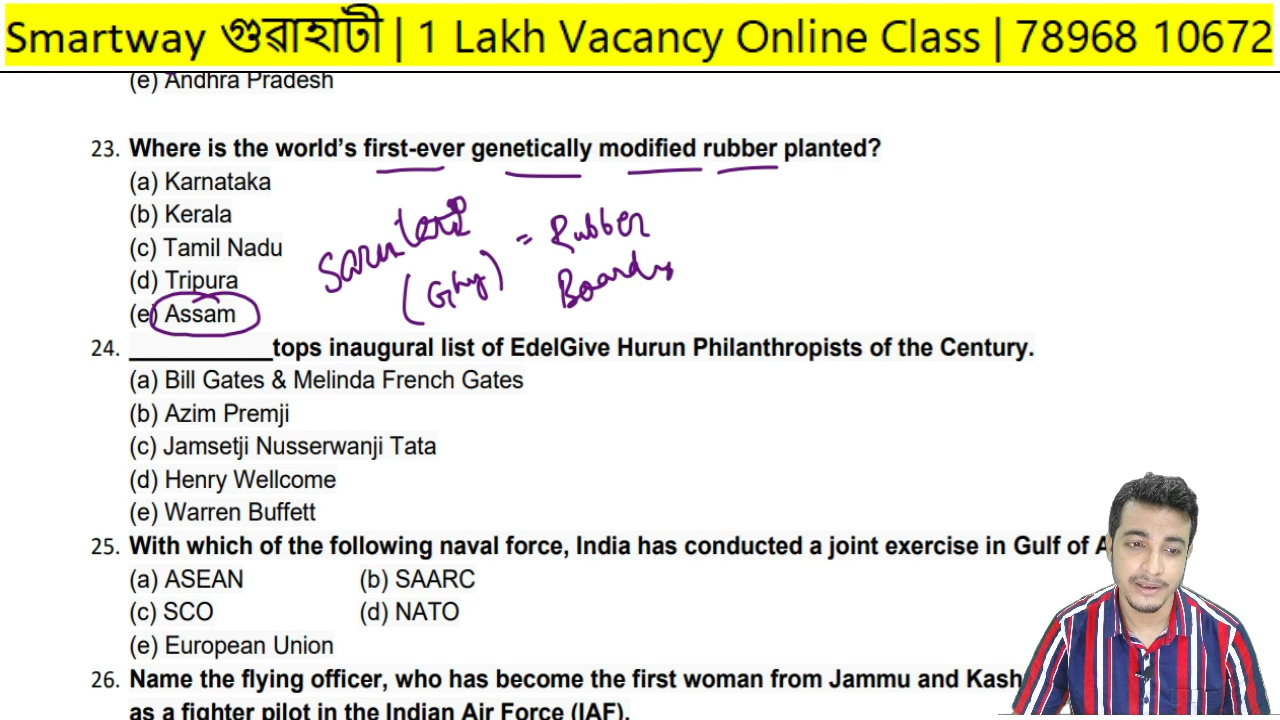 Smartway গুৱাহাটী | 1 Lakh Vacancy Online Class | 78968 10672
(e) Andhra Pradesh
23. Where is the world's first-ever genetically modified rubber planted?
(a) Karnataka
(b) Kerala
(c) Tamil Nadu
(d) Tripura
(e) Assam
(Ghy) = Rubber
Board
24. __________tops inaugural list of EdelGive Hurun Philanthropists of the Century.
(a) Bill Gates & Melinda French Gates
(b) Azim Premji
(c) Jamsetji Nusserwanji Tata
(d) Henry Wellcome
(e) Warren Buffett
25. With which of the following naval force, India has conducted a joint exercise in Gulf of
(a) ASEAN (b) SAARC
(c) SCO (d) NATO
(e) European Union
26. Name the flying officer, who has become the first woman from Jammu and Kash
as a fighter pilot in the Indian Air Force (IAF).